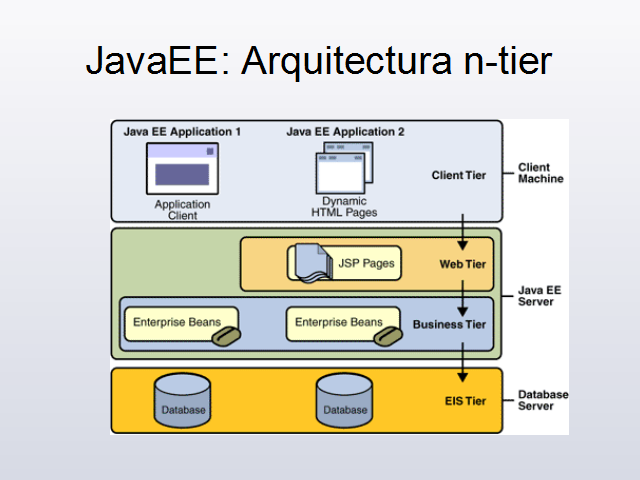 JavaEE: Arquitectura n-tier
Java EE Application 1
Java EE Application 2
Application
Client
Dynamic
HTML Pages
Client Tier
Client
Machine
JSP Pages
Web Tier
Java EE
Server
Enterprise Beans
Enterprise Beans
Business Tier
Database
Database
EIS Tier
Database
Server